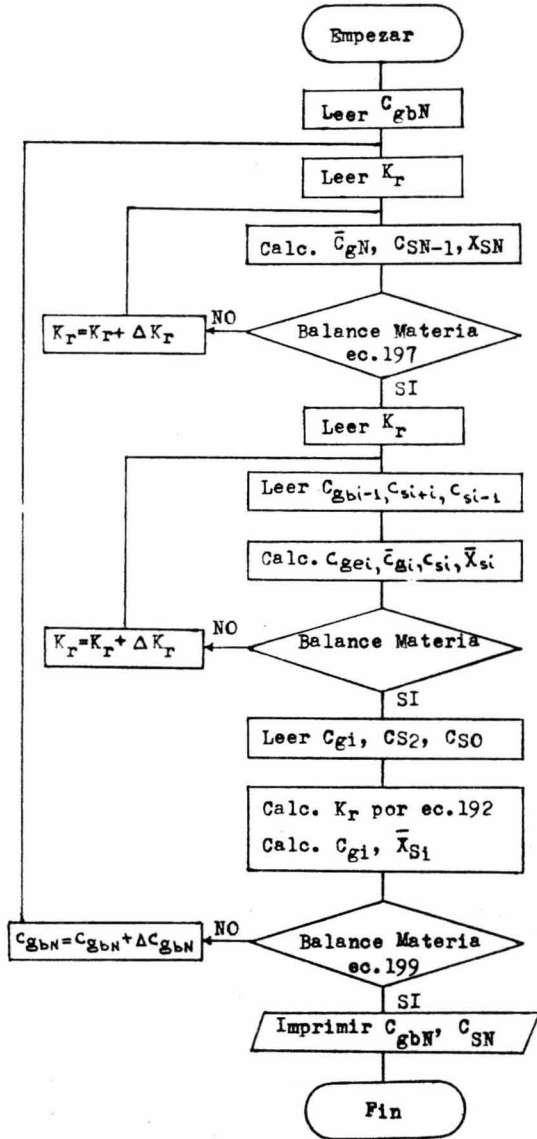 Empezar
Leer C_gbN
Leer K_r
Calc. C̄_gN, C_SN-1, X_SN
NO
K_r=K_r+ ΔK_r
Balance Materia
ec.197
SI
Leer K_r
Leer C_gbi-1, C_si+i, C_si-1
Calc. C_gei, C̄_gi, C_si, X̄_si
NO
K_r=K_r+ ΔK_r
Balance Materia
SI
Leer C_gi, C_S2, C_SO
Calc. K_r por ec.192
Calc. C_gi, X̄_Si
NO
C_gbN=C_gbN+ΔC_gbN
Balance Materia
ec.199
SI
Imprimir C_gbN, C_SN
Fin